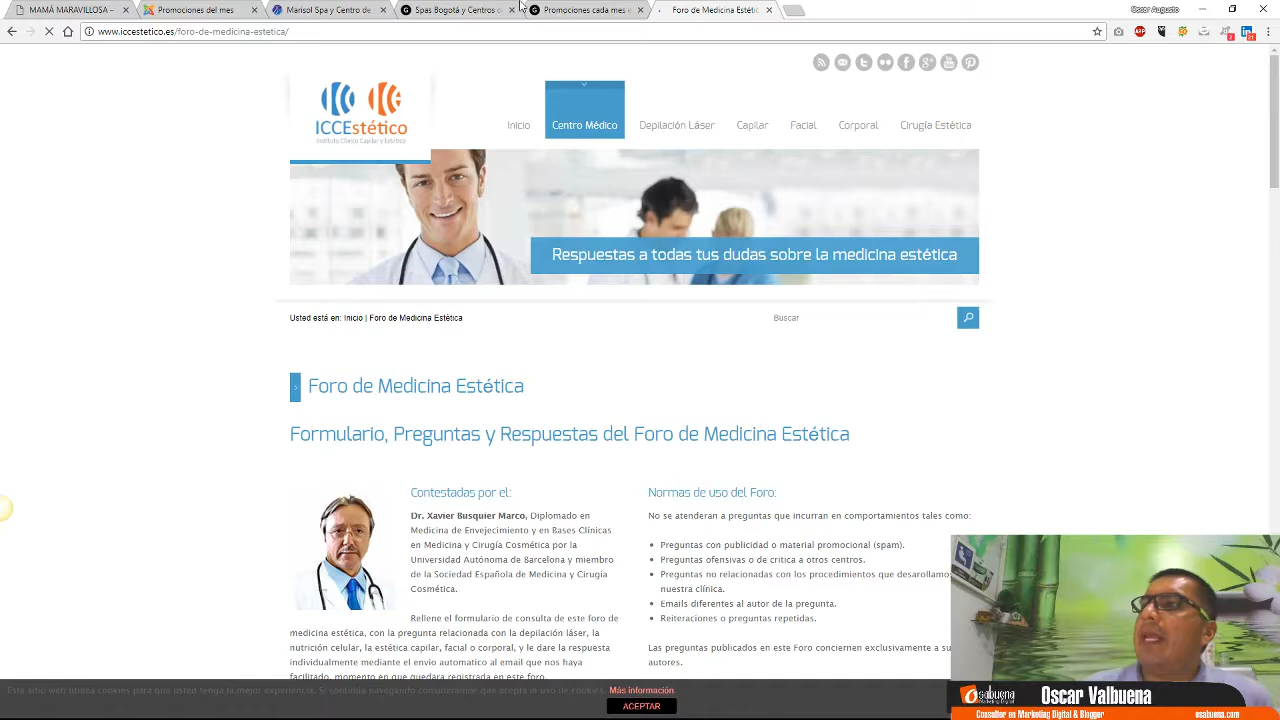 MAMÁ MARAVILLOSA
Promociones del mes
Marisol Spa y Centro de
Spas Bogotá y Centros
Promociones cada mes
Foro de Medicina Estétic
Oscar Augusto
www.iccestetico.es/foro-de-medicina-estetica/
ICCEstético
Instituto Clínico Capilar y Estético
Inicio
Centro Médico
Depilación Láser
Capilar
Facial
Corporal
Cirugía Estética
Respuestas a todas tus dudas sobre la medicina estética
Usted está en: Inicio | Foro de Medicina Estética
Buscar
Foro de Medicina Estética
Formulario, Preguntas y Respuestas del Foro de Medicina Estética
Contestadas por el:
Dr. Xavier Busquier Marco, Diplomado en
Medicina de Envejecimiento y en Bases Clínicas
en Medicina y Cirugía Cosmética por la
Universidad Autónoma de Barcelona y miembro
de la Sociedad Española de Medicina y Cirugía
Cosmética.
Rellene el formulario de consulta de este foro de
medicina estética, con la pregunta relacionada con la depilación láser, la
nutrición celular, la estética capilar, facial o corporal, y le dare la respuesta
individualmente mediante el envio automatico al email que nos haya
facilitado, momento en que quedara registrada en este foro.
Normas de uso del Foro:
No se atenderan a preguntas que incurran en comportamientos tales como:
Preguntas con publicidad o material promocional (spam).
Preguntas ofensivas o de critica a otros centros.
Preguntas no relacionadas con los procedimientos que desarollamos
nuestra clínica.
Emails diferentes al autor de la pregunta.
Reiteraciones o preguntas repetidas.
Las preguntas publicados en este Foro conciernen exclusivamente a su
autores.
Este sitio web utiliza cookies para que usted tenga la mejor experiencia. Si continúa navegando consideramos que acepta el uso de cookies. Más información.
ACEPTAR
osabuena
Marketing Digital
Oscar Valbuena
Consultor en Marketing Digital & Blogger
osabuena.com